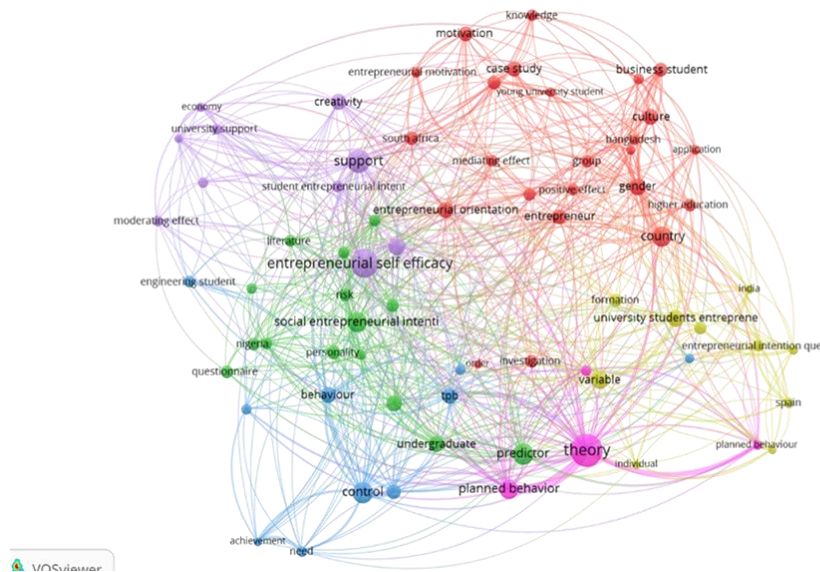 knowledge
motivation
entrepreneurial motivation
case study
business student
young university student
economy
creativity
culture
university support
south africa
bangladesh
application
support
mediating effect
group
student entrepreneurial intent
positive effect
gender
higher education
moderating effect
entrepreneurial orientation
entrepreneur
literature
country
entrepreneurial self efficacy
engineering student
india
risk
formation
social entrepreneurial intenti
university students entreprene
nigeria
personality
entrepreneurial intention que
order
investigation
questionnaire
variable
behaviour
tpb
spain
undergraduate
predictor
theory
planned behaviour
individual
control
planned behavior
achievement
need
VOSviewer